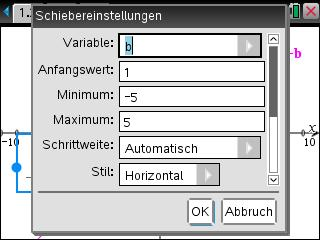 1.
Schiebereinstellungen
Variable: b
Anfangswert: 1
Minimum: -5
Maximum: 5
Schrittweite: Automatisch
Stil: Horizontal
OK Abbruch
-b
x
-10
10